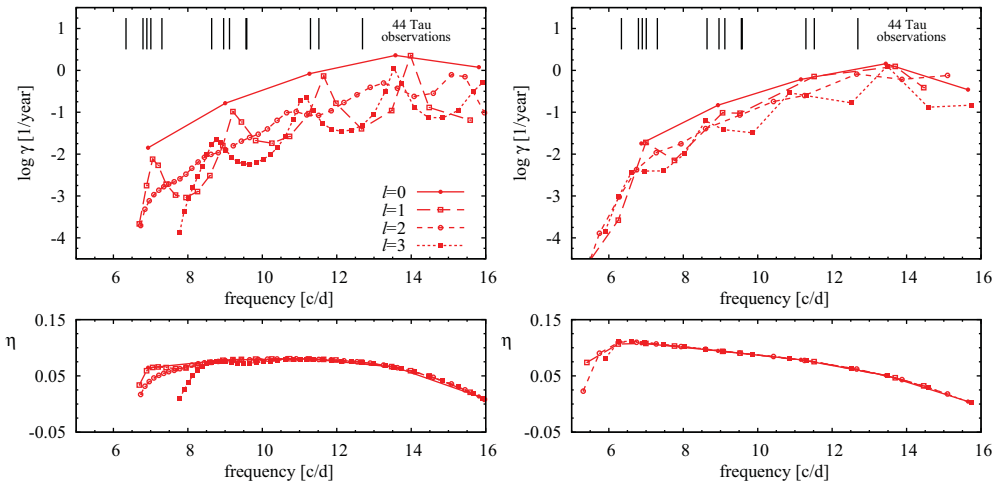 44 Tau
observations
log γ [1/year]
1
0
-1
-2
-3
-4
l=0
l=1
l=2
l=3
6 8 10 12 14 16
frequency [c/d]
44 Tau
observations
log γ [1/year]
1
0
-1
-2
-3
-4
6 8 10 12 14 16
frequency [c/d]
η
0.15
0.05
-0.05
6 8 10 12 14 16
frequency [c/d]
η
0.15
0.05
-0.05
6 8 10 12 14 16
frequency [c/d]